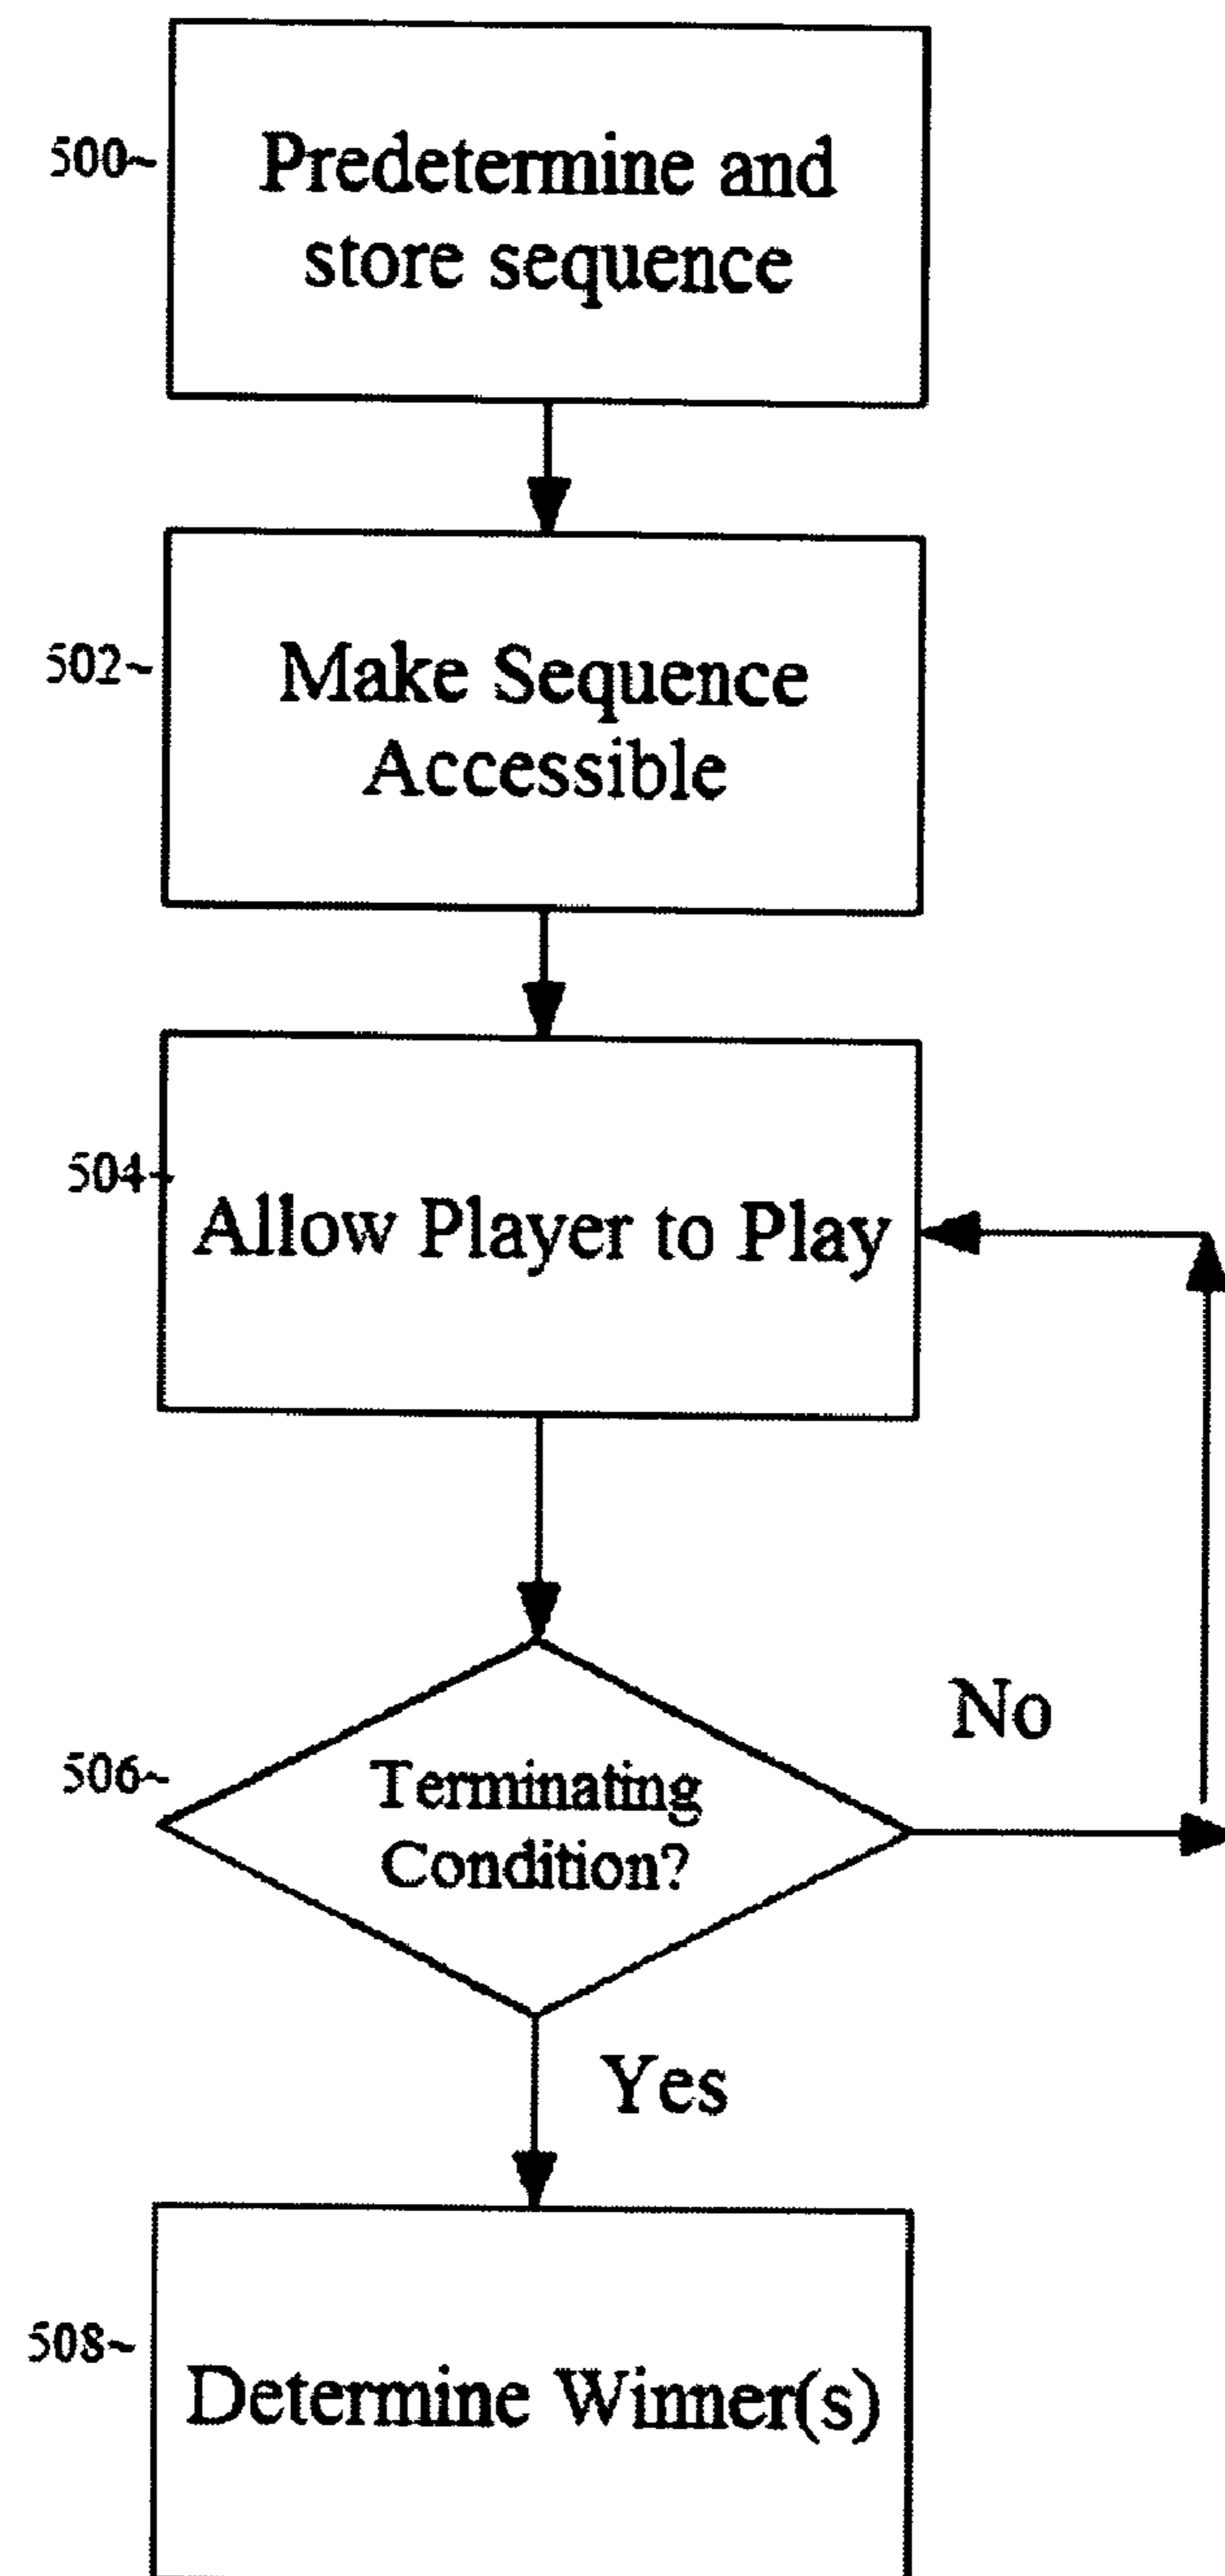 500~
Predetermine and
store sequence
502~
Make Sequence
Accessible
504~
Allow Player to Play
No
506~
Terminating
Condition?
Yes
508~
Determine Winner(s)